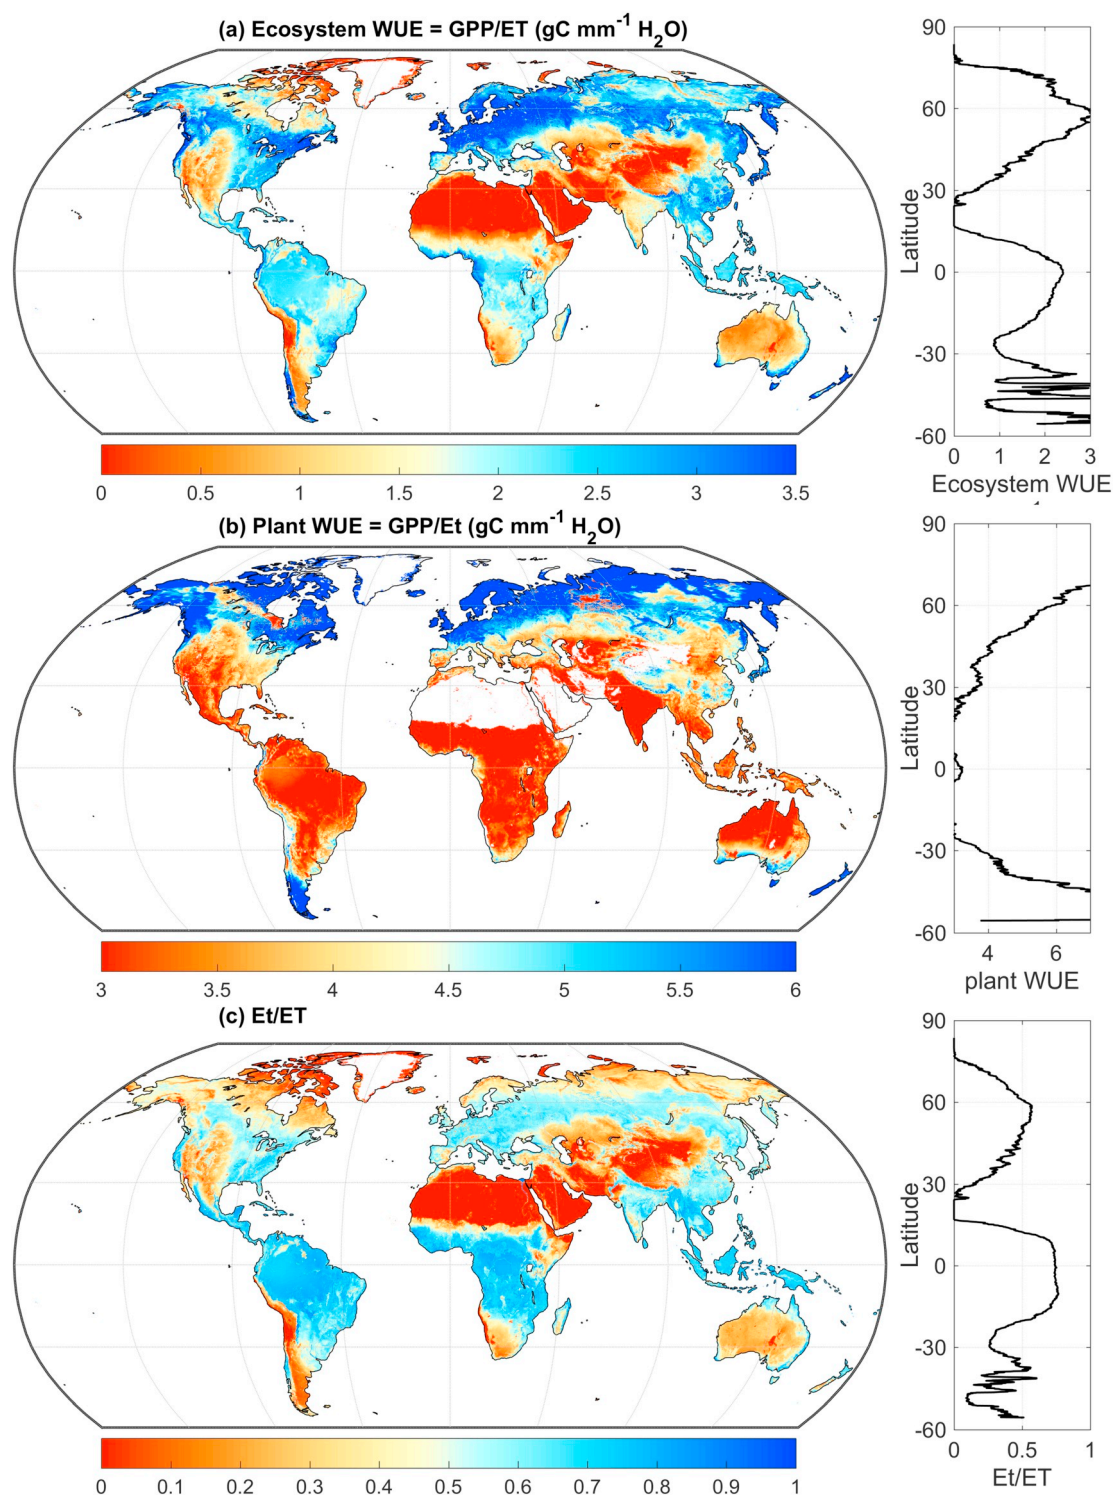 (a) Ecosystem WUE = GPP/ET (gC mm⁻¹ H₂O)
90
60
30
0
-30
-60
Latitude
0 1 2 3
Ecosystem WUE
0 0.5 1 1.5 2 2.5 3 3.5
(b) Plant WUE = GPP/Et (gC mm⁻¹ H₂O)
90
60
30
0
-30
-60
Latitude
4 6
plant WUE
3 3.5 4 4.5 5 5.5 6
(c) Et/ET
90
60
30
0
-30
-60
Latitude
0 0.5 1
Et/ET
0 0.1 0.2 0.3 0.4 0.5 0.6 0.7 0.8 0.9 1